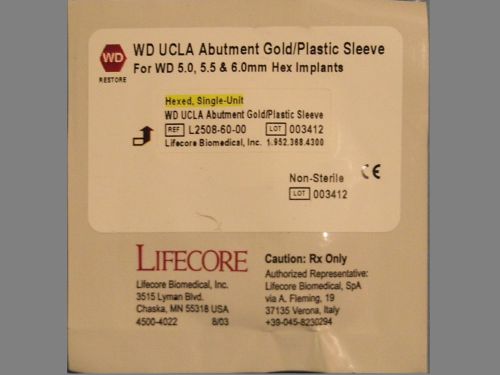 WD
RESTORE
WD UCLA Abutment Gold/Plastic Sleeve
For WD 5.0, 5.5 & 6.0mm Hex Implants
Hexed, Single-Unit
WD UCLA Abutment Gold/Plastic Sleeve
REF L2508-60-00 LOT 003412
Lifecore Biomedical, Inc. 1.952.368.4300
Non-Sterile CE
LOT 003412
LIFECORE
Lifecore Biomedical, Inc.
3515 Lyman Blvd.
Chaska, MN 55318 USA
4500-4022 8/03
Caution: Rx Only
Authorized Representative:
Lifecore Biomedical, SpA
via A. Fleming, 19
37135 Verona, Italy
+39-045-8230294